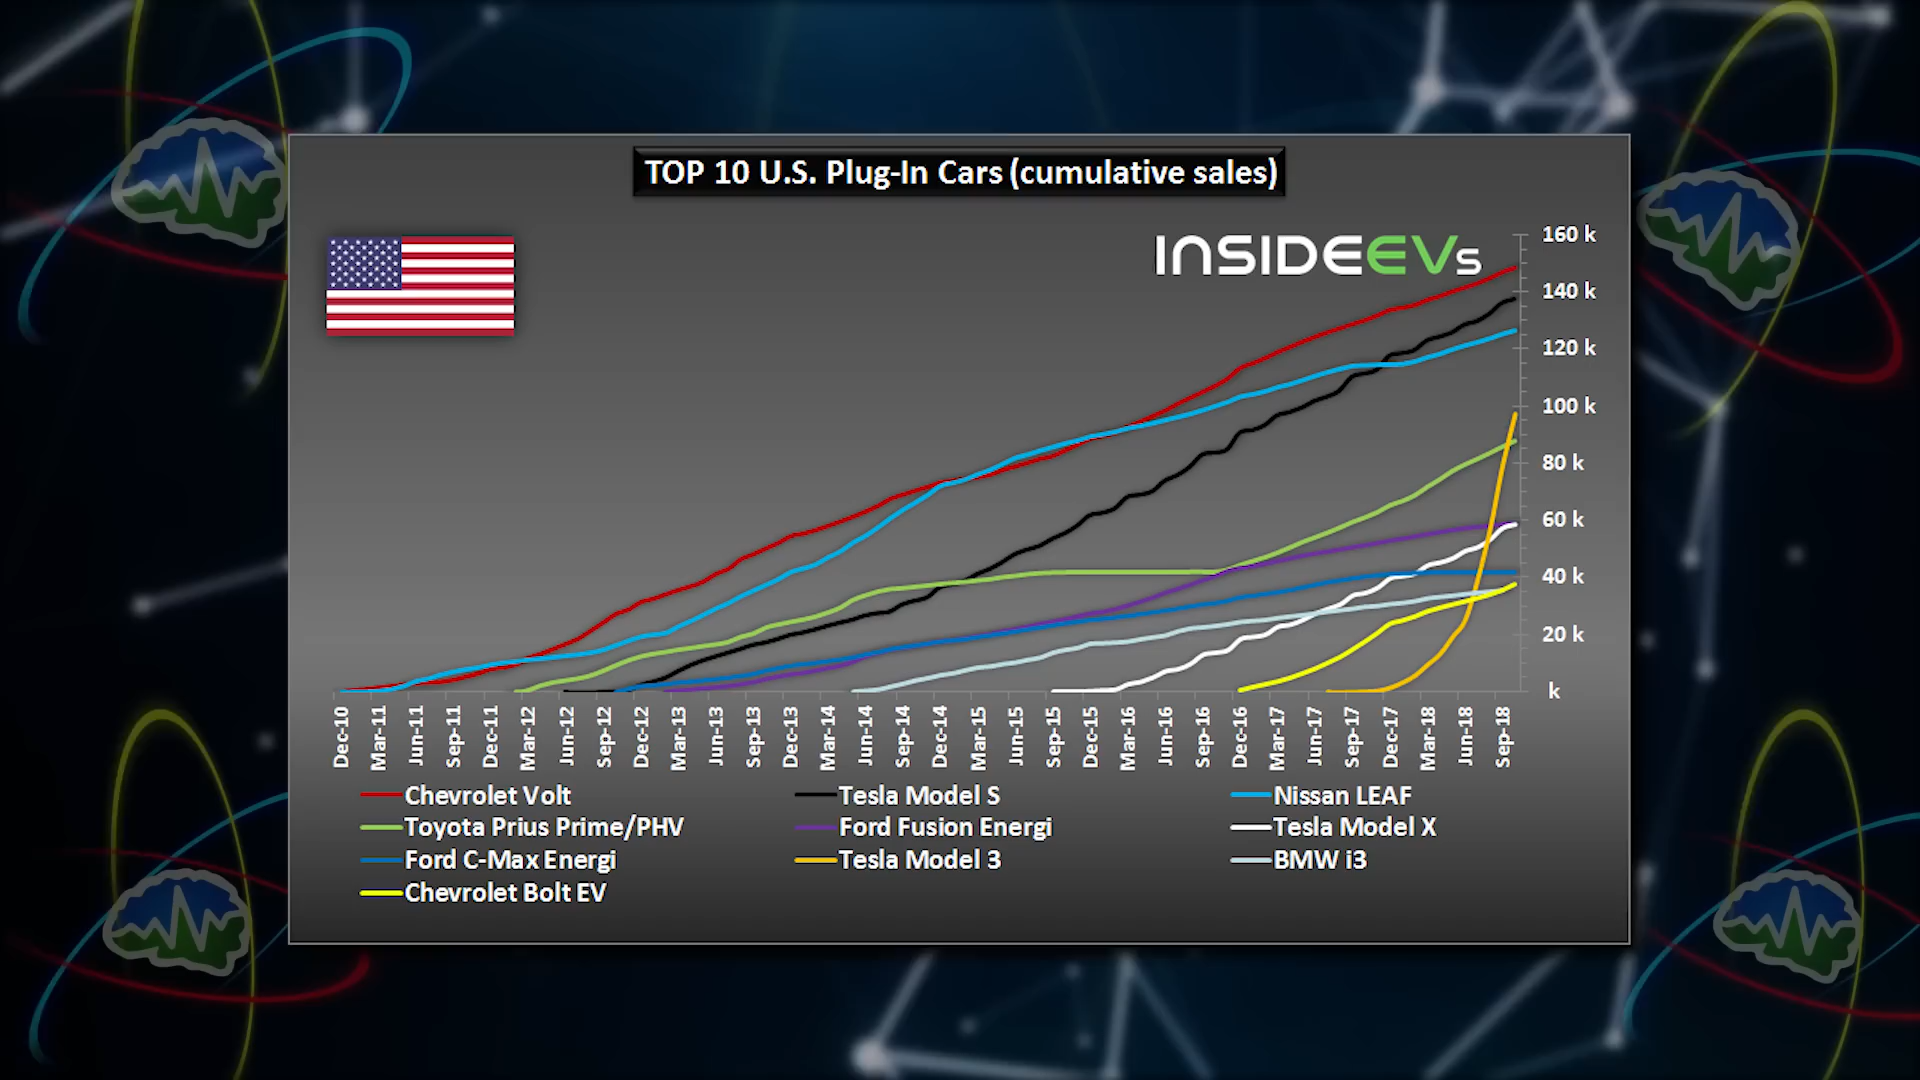 TOP 10 U.S. Plug-In Cars (cumulative sales)
INSIDEEVs
160 k
140 k
120 k
100 k
80 k
60 k
40 k
20 k
k
Dec-10 Mar-11 Jun-11 Sep-11 Dec-11 Mar-12 Jun-12 Sep-12 Dec-12 Mar-13 Jun-13 Sep-13 Dec-13 Mar-14 Jun-14 Sep-14 Dec-14 Mar-15 Jun-15 Sep-15 Dec-15 Mar-16 Jun-16 Sep-16 Dec-16 Mar-17 Jun-17 Sep-17 Dec-17 Mar-18 Jun-18 Sep-18
Chevrolet Volt Tesla Model S Nissan LEAF
Toyota Prius Prime/PHV Ford Fusion Energi Tesla Model X
Ford C-Max Energi Tesla Model 3 BMW i3
Chevrolet Bolt EV